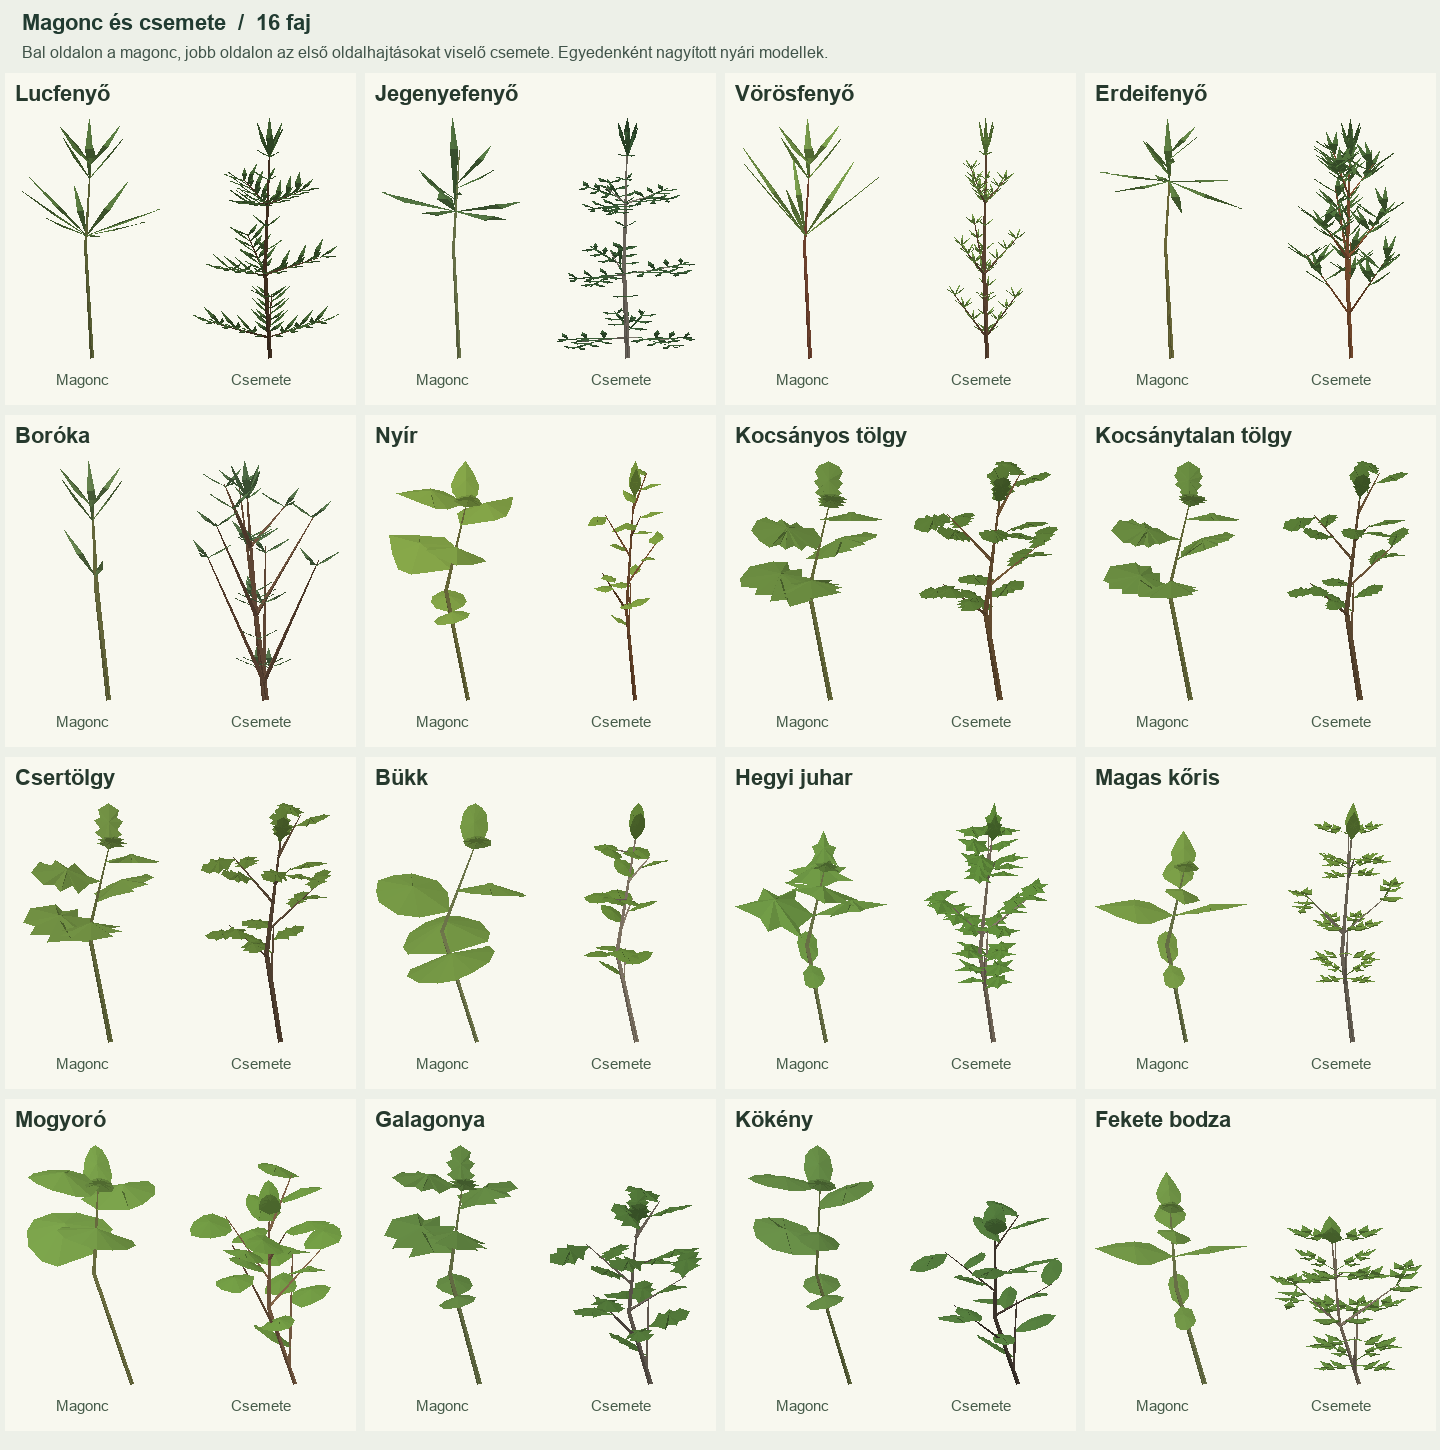 Magonc és csemete / 16 faj
Bal oldalon a magonc, jobb oldalon az első oldalhajtásokat viselő csemete. Egyedenként nagyított nyári modellek.
Lucfenyő
Magonc Csemete
Jegenyefenyő
Magonc Csemete
Vörösfenyő
Magonc Csemete
Erdeifenyő
Magonc Csemete
Boróka
Magonc Csemete
Nyír
Magonc Csemete
Kocsányos tölgy
Magonc Csemete
Kocsánytalan tölgy
Magonc Csemete
Csertölgy
Magonc Csemete
Bükk
Magonc Csemete
Hegyi juhar
Magonc Csemete
Magas kőris
Magonc Csemete
Mogyoró
Magonc Csemete
Galagonya
Magonc Csemete
Kökény
Magonc Csemete
Fekete bodza
Magonc Csemete